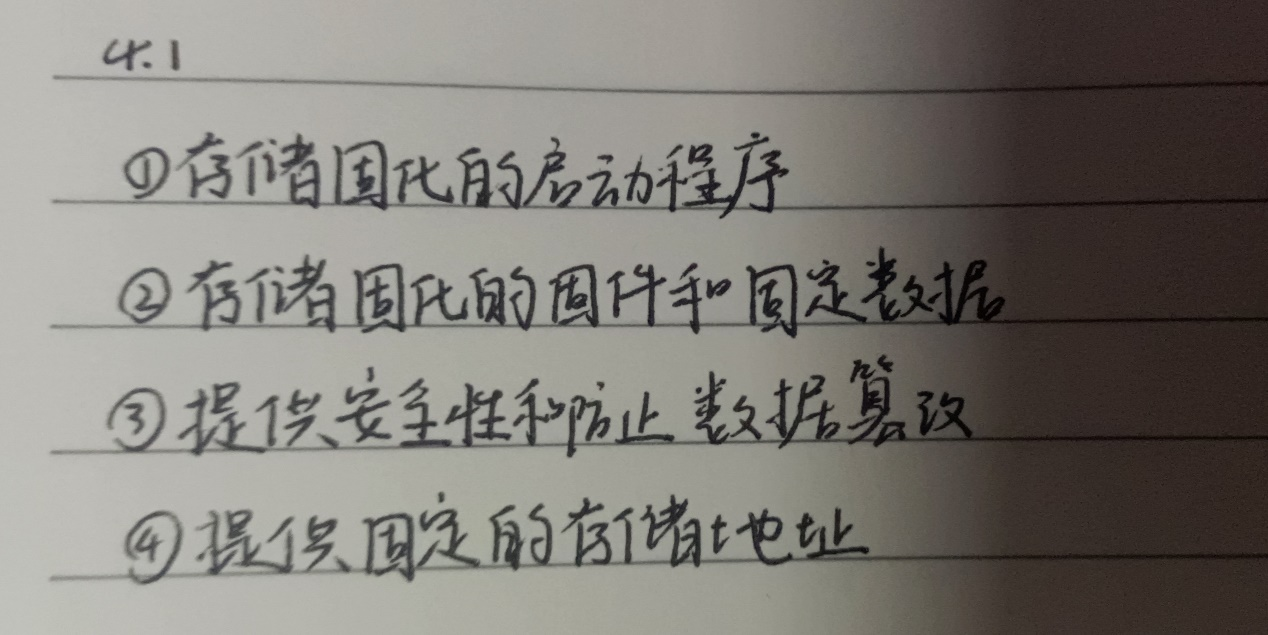 4.1
①存储固化的启动程序
②存储固化的固件和固定数据
③提供安全性和防止数据篡改
④提供固定的存储地址